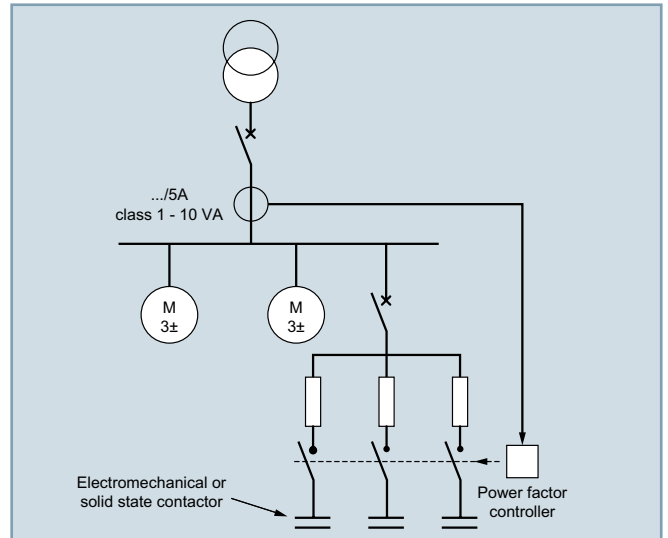 .../5A
class 1 - 10 VA
M
3±
M
3±
Electromechanical or
solid state contactor
Power factor
controller